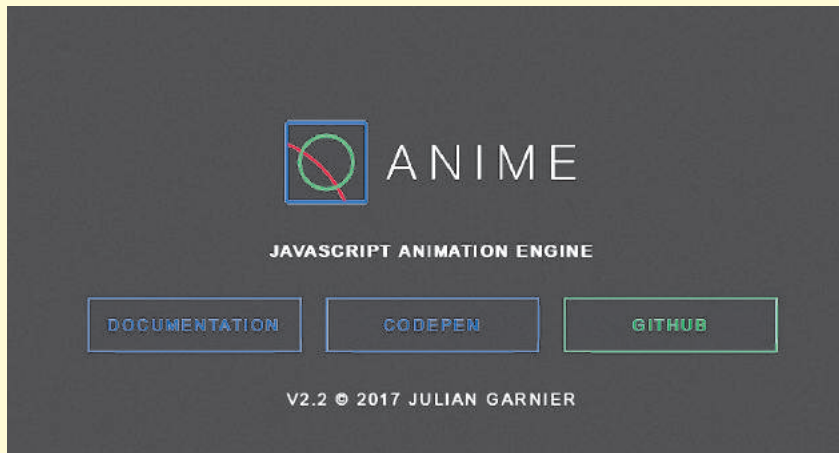 ANIME
JAVASCRIPT ANIMATION ENGINE
DOCUMENTATION CODEPEN GITHUB
V2.2 © 2017 JULIAN GARNIER